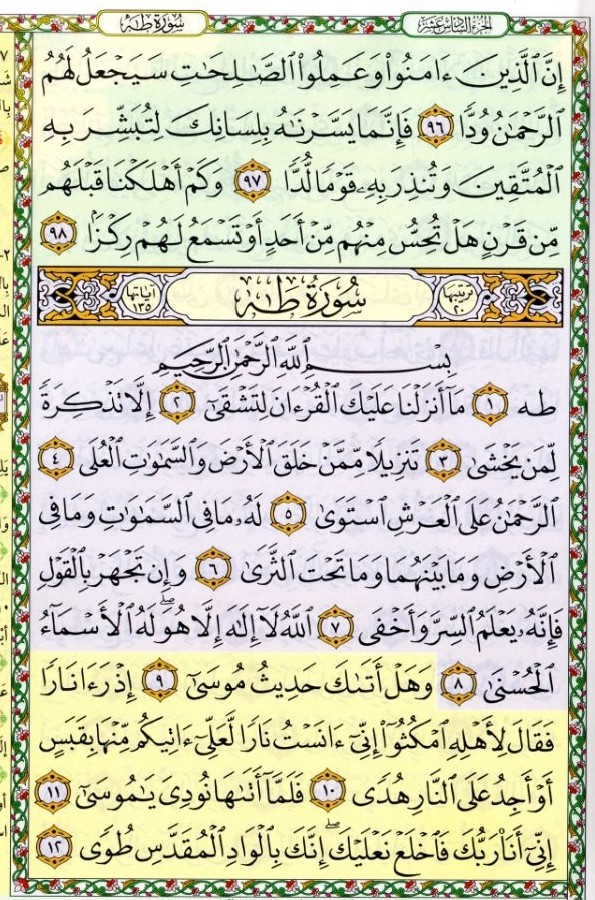 سُورَةُ طه
الجزء السادس عشر
إِنَّ ٱلَّذِينَ ءَامَنُوا۟ وَعَمِلُوا۟ ٱلصَّـٰلِحَـٰتِ سَيَجْعَلُ لَهُمُ
ٱلرَّحْمَـٰنُ وُدًّا ٩٦ فَإِنَّمَا يَسَّرْنَـٰهُ بِلِسَانِكَ لِتُبَشِّرَ بِهِ
ٱلْمُتَّقِينَ وَتُنذِرَ بِهِۦ قَوْمًا لُّدًّا ٩٧ وَكَمْ أَهْلَكْنَا قَبْلَهُم
مِّن قَرْنٍ هَلْ تُحِسُّ مِنْهُم مِّنْ أَحَدٍ أَوْ تَسْمَعُ لَهُمْ رِكْزًۢا ٩٨
ترتيبها ٢٠ سُورَةُ طه آياتها ١٣٥
بِسْمِ ٱللَّهِ ٱلرَّحْمَـٰنِ ٱلرَّحِيمِ
طه ١ مَآ أَنزَلْنَا عَلَيْكَ ٱلْقُرْءَانَ لِتَشْقَىٰٓ ٢ إِلَّا تَذْكِرَةً
لِّمَن يَخْشَىٰ ٣ تَنزِيلًا مِّمَّنْ خَلَقَ ٱلْأَرْضَ وَٱلسَّمَـٰوَٰتِ ٱلْعُلَى ٤
ٱلرَّحْمَـٰنُ عَلَى ٱلْعَرْشِ ٱسْتَوَىٰ ٥ لَهُۥ مَا فِى ٱلسَّمَـٰوَٰتِ وَمَا فِى
ٱلْأَرْضِ وَمَا بَيْنَهُمَا وَمَا تَحْتَ ٱلثَّرَىٰ ٦ وَإِن تَجْهَرْ بِٱلْقَوْلِ
فَإِنَّهُۥ يَعْلَمُ ٱلسِّرَّ وَأَخْفَى ٧ ٱللَّهُ لَآ إِلَـٰهَ إِلَّا هُوَ ۖ لَهُ ٱلْأَسْمَآءُ
ٱلْحُسْنَىٰ ٨ وَهَلْ أَتَىٰكَ حَدِيثُ مُوسَىٰٓ ٩ إِذْ رَءَا نَارًا
فَقَالَ لِأَهْلِهِ ٱمْكُثُوٓا۟ إِنِّىٓ ءَانَسْتُ نَارًا لَّعَلِّىٓ ءَاتِيكُم مِّنْهَا بِقَبَسٍ
أَوْ أَجِدُ عَلَى ٱلنَّارِ هُدًى ١٠ فَلَمَّآ أَتَىٰهَا نُودِىَ يَـٰمُوسَىٰٓ ١١
إِنِّىٓ أَنَا۠ رَبُّكَ فَٱخْلَعْ نَعْلَيْكَ ۖ إِنَّكَ بِٱلْوَادِ ٱلْمُقَدَّسِ طُوًى ١٢